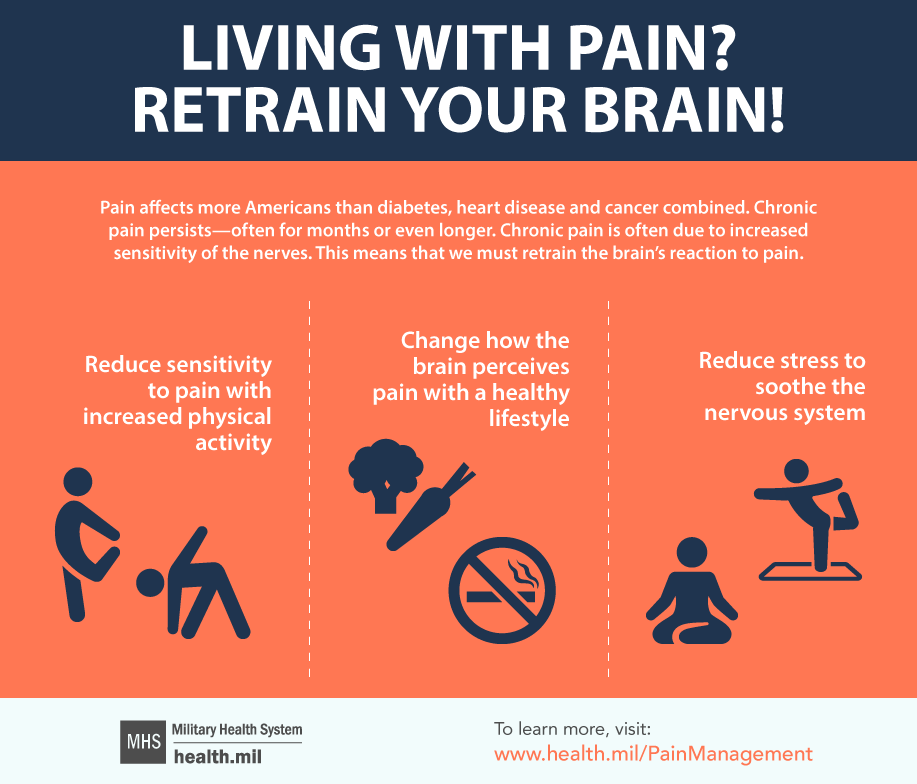 LIVING WITH PAIN?
RETRAIN YOUR BRAIN!
Pain affects more Americans than diabetes, heart disease and cancer combined. Chronic
pain persists—often for months or even longer. Chronic pain is often due to increased
sensitivity of the nerves. This means that we must retrain the brain’s reaction to pain.
Reduce sensitivity
to pain with
increased physical
activity
Change how the
brain perceives
pain with a healthy
lifestyle
Reduce stress to
soothe the
nervous system
MHS
Military Health System
health.mil
To learn more, visit:
www.health.mil/PainManagement